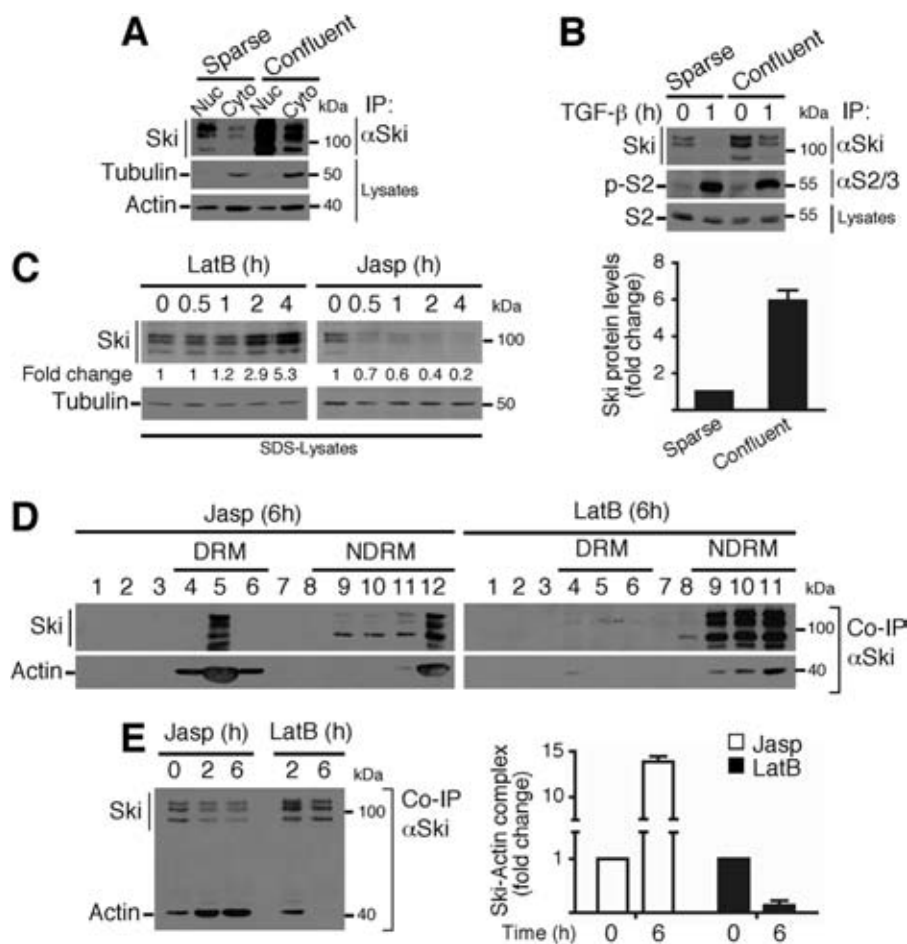 A
Sparse Confluent
Nuc Cyto Nuc Cyto kDa IP:
Ski 100 αSki
Tubulin 50 Lysates
Actin 40
B
Sparse Confluent
TGF-β (h) 0 1 0 1 IP:
Ski 100 αSki
p-S2 55 αS2/3
S2 55 Lysates
Ski protein levels
(fold change)
8
6
4
2
Sparse Confluent
C
LatB (h) Jasp (h)
0 0.5 1 2 4 0 0.5 1 2 4 kDa
Ski 100
Fold change 1 1 1.2 2.9 5.3 1 0.7 0.6 0.4 0.2
Tubulin 50
SDS-Lysates
D
Jasp (6h) LatB (6h)
DRM NDRM DRM NDRM
1 2 3 4 5 6 7 8 9 10 11 12 1 2 3 4 5 6 7 8 9 10 11 kDa
Ski 100 Co-IP
Actin 40 αSki
E
Jasp (h) LatB (h)
0 2 6 2 6 kDa
Ski 100 Co-IP
αSki
Actin 40
Ski-Actin complex
(fold change)
15
10
1
Jasp
LatB
Time (h) 0 6 0 6